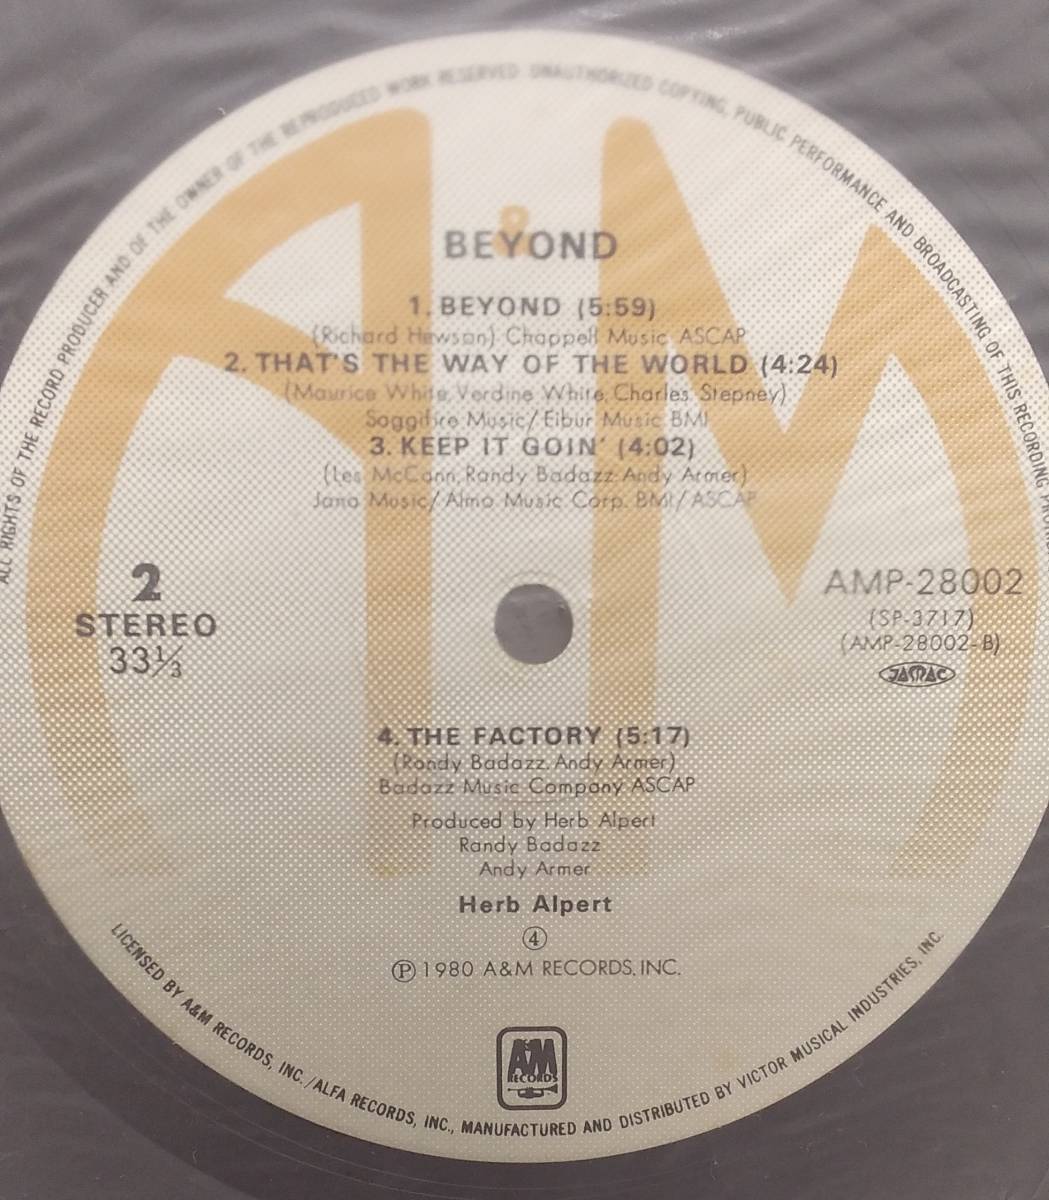 ALL RIGHTS OF THE RECORD PRODUCER AND OF THE OWNER OF THE REPRODUCED WORK RESERVED UNAUTHORIZED COPYING, PUBLIC PERFORMANCE AND BROADCASTING OF THIS RECORDING
&
BEYOND
1. BEYOND (5:59)
(Richard Hewson) Chappell Music ASCAP
2. THAT'S THE WAY OF THE WORLD (4:24)
(Maurice White, Verdine White, Charles Stepney)
Saggifire Music/Eibur Music BMI
3. KEEP IT GOIN' (4:02)
(Les McCann, Randy Badazz Andy Armer)
Jana Music/Almo Music Corp. BMI/ASCAP
2
STEREO
33⅓
AMP-28002
(SP-3717)
(AMP-28002-B)
JASRAC
4. THE FACTORY (5:17)
(Randy Badazz, Andy Armer)
Badazz Music Company ASCAP
Produced by Herb Alpert
Randy Badazz
Andy Armer
Herb Alpert
④
Ⓟ 1980 A&M RECORDS, INC.
A&M
RECORDS
LICENSED BY A&M RECORDS, INC./ALFA RECORDS, INC., MANUFACTURED AND DISTRIBUTED BY VICTOR MUSICAL INDUSTRIES, INC.